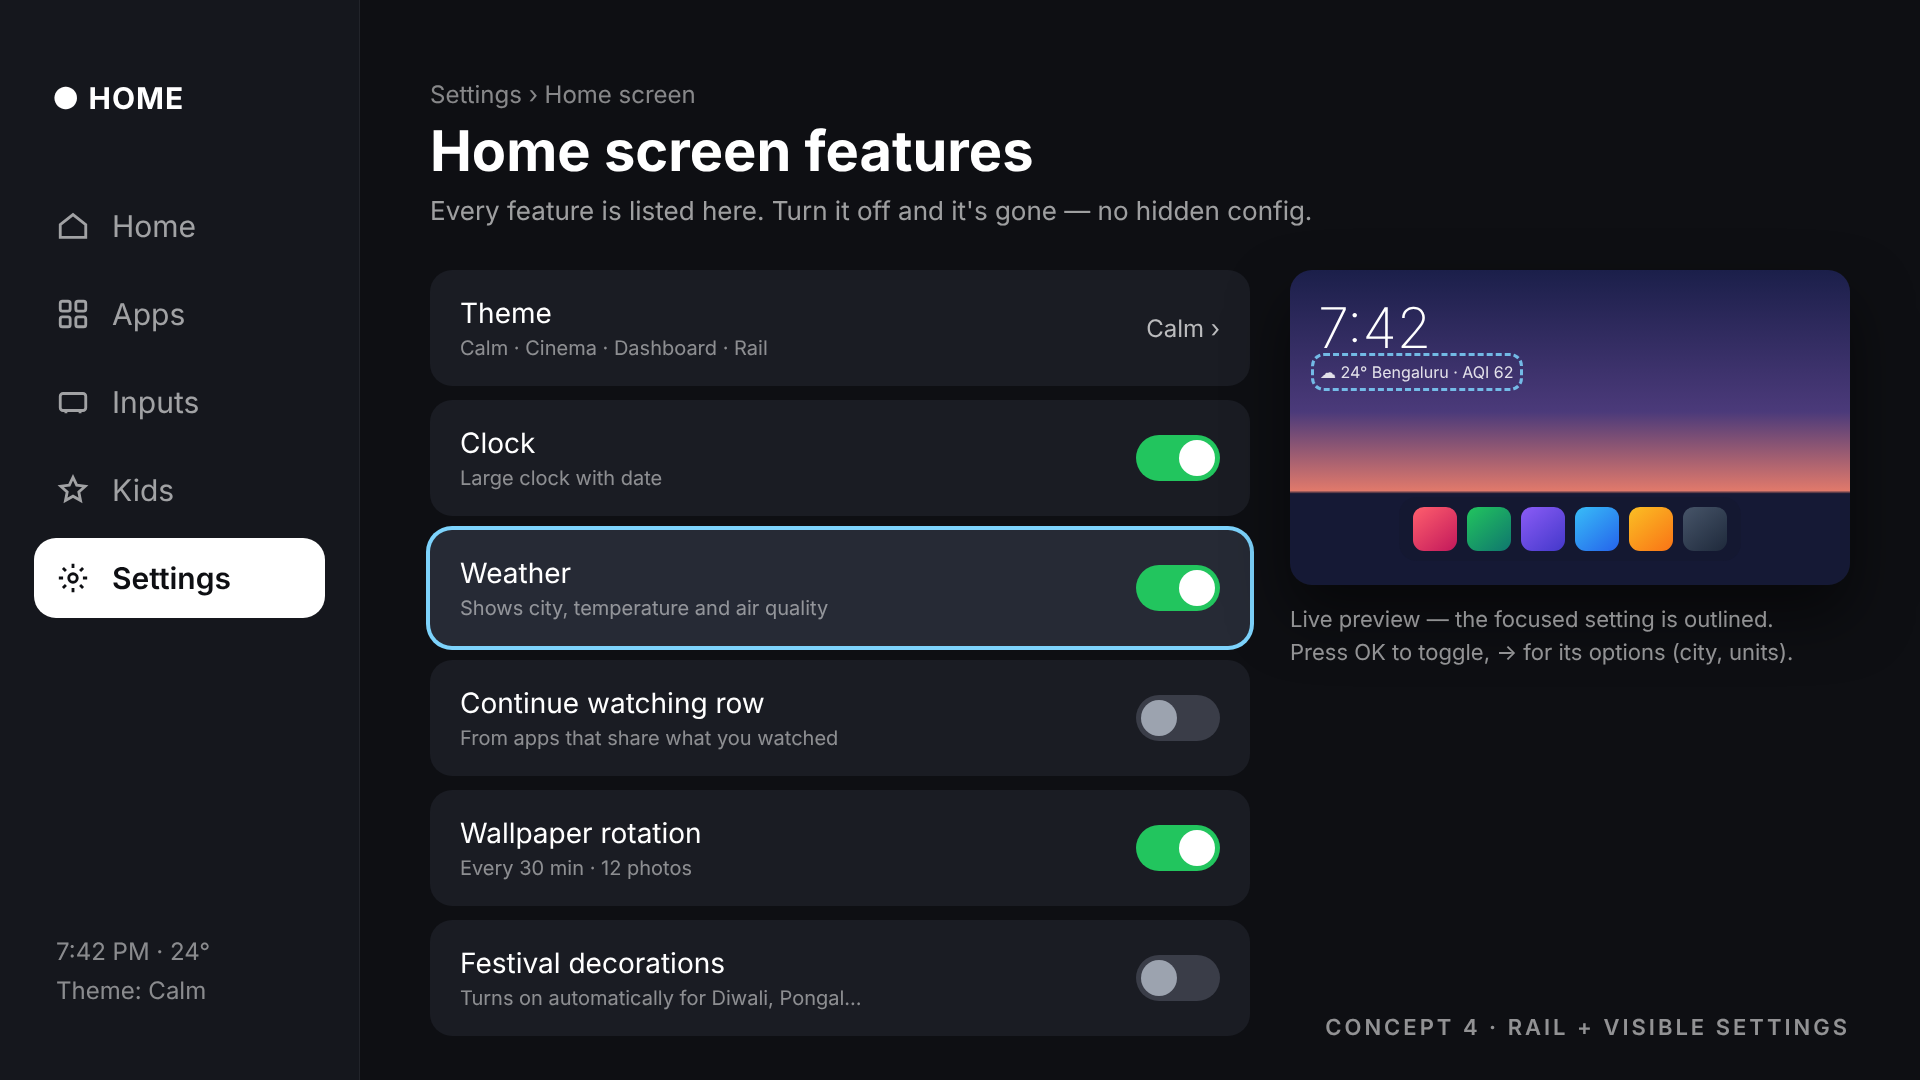 HOME
Home
Apps
Inputs
Kids
Settings
7:42 PM · 24°
Theme: Calm
Settings › Home screen
Home screen features
Every feature is listed here. Turn it off and it's gone — no hidden config.
Theme
Calm · Cinema · Dashboard · Rail
Calm ›
Clock
Large clock with date
Weather
Shows city, temperature and air quality
Continue watching row
From apps that share what you watched
Wallpaper rotation
Every 30 min · 12 photos
Festival decorations
Turns on automatically for Diwali, Pongal...
7:42
☁ 24° Bengaluru · AQI 62
Live preview — the focused setting is outlined.
Press OK to toggle, → for its options (city, units).
CONCEPT 4 · RAIL + VISIBLE SETTINGS